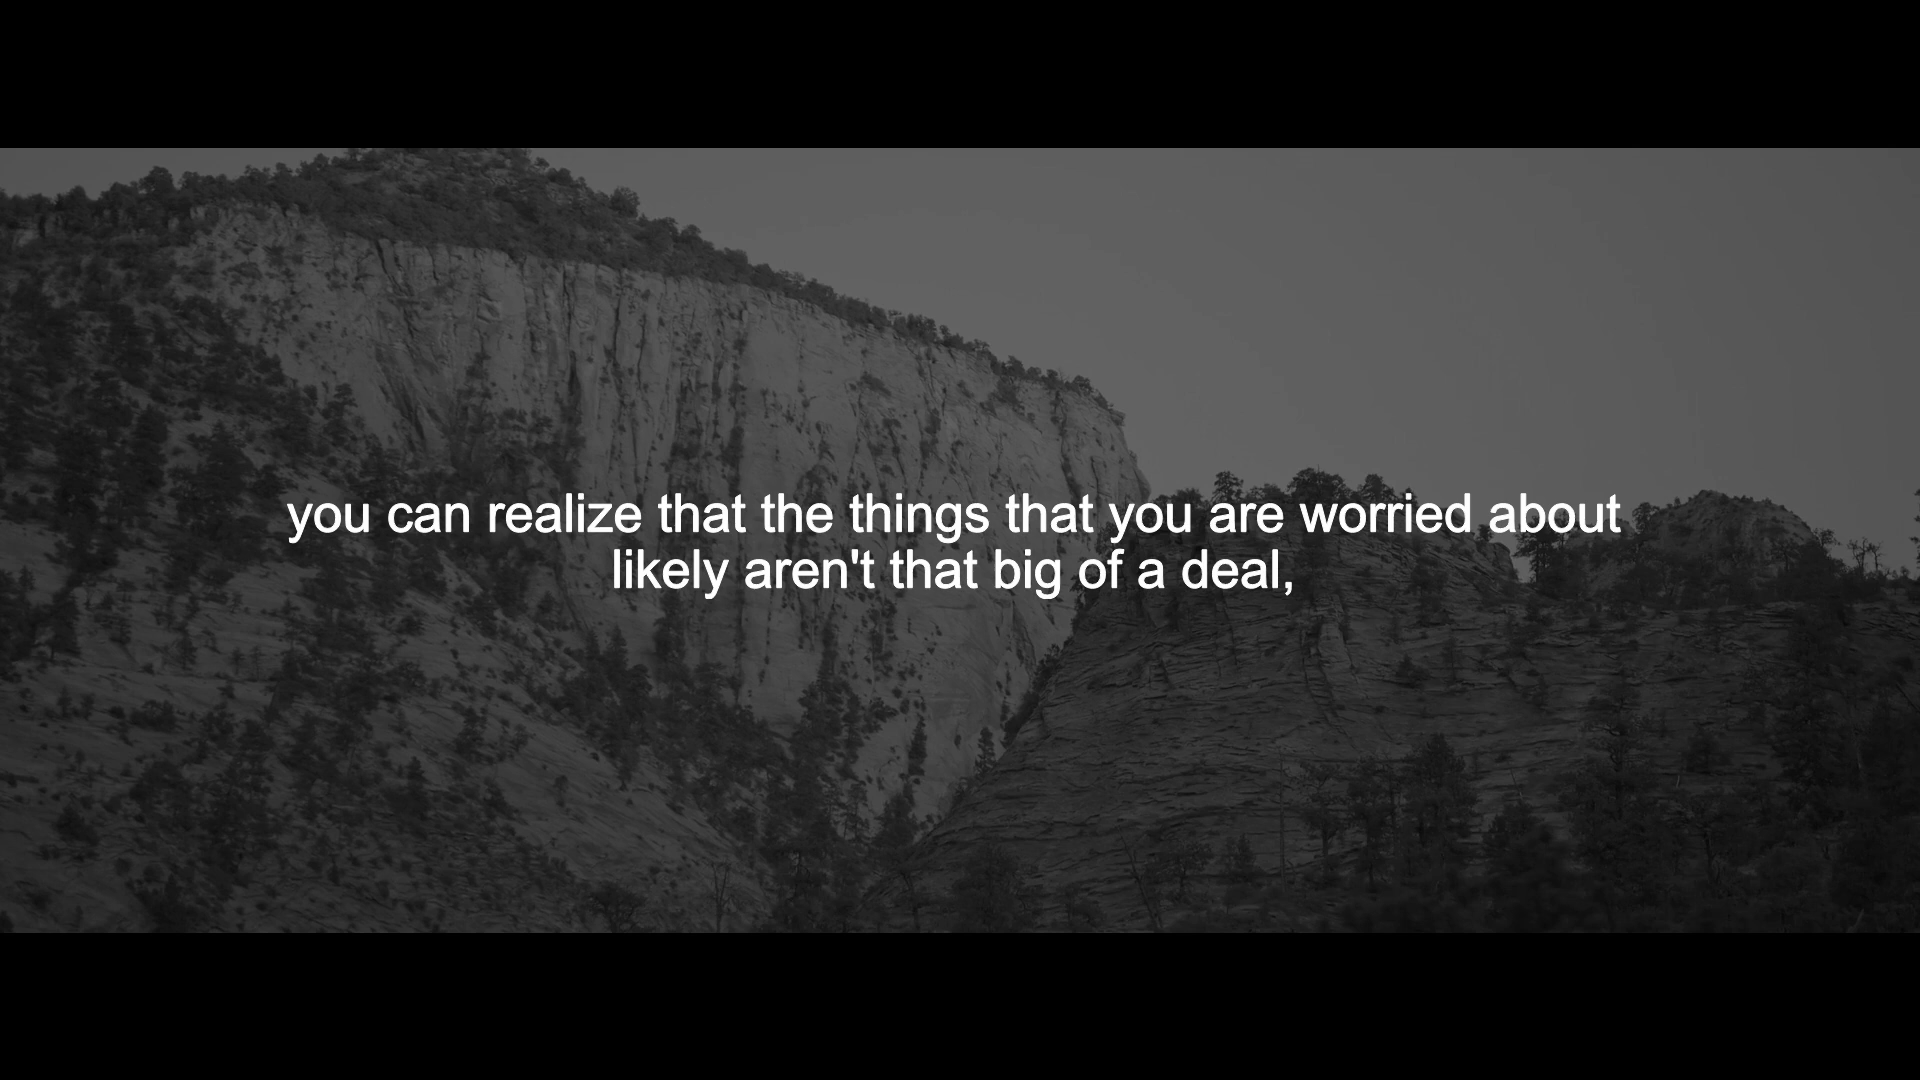 you can realize that the things that you are worried about
likely aren't that big of a deal,